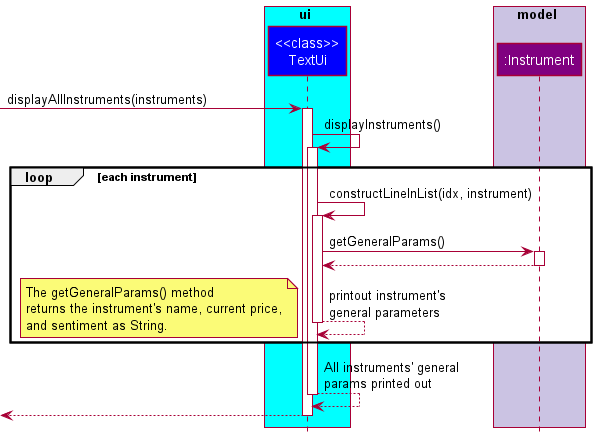 ui
model
<<class>>
TextUi
:Instrument
displayAllInstruments(instruments)
displayInstruments()
loop
[each instrument]
constructLineInList(idx, instrument)
getGeneralParams()
The getGeneralParams() method
returns the instrument's name, current price,
and sentiment as String.
printout instrument's
general parameters
All instruments' general
params printed out